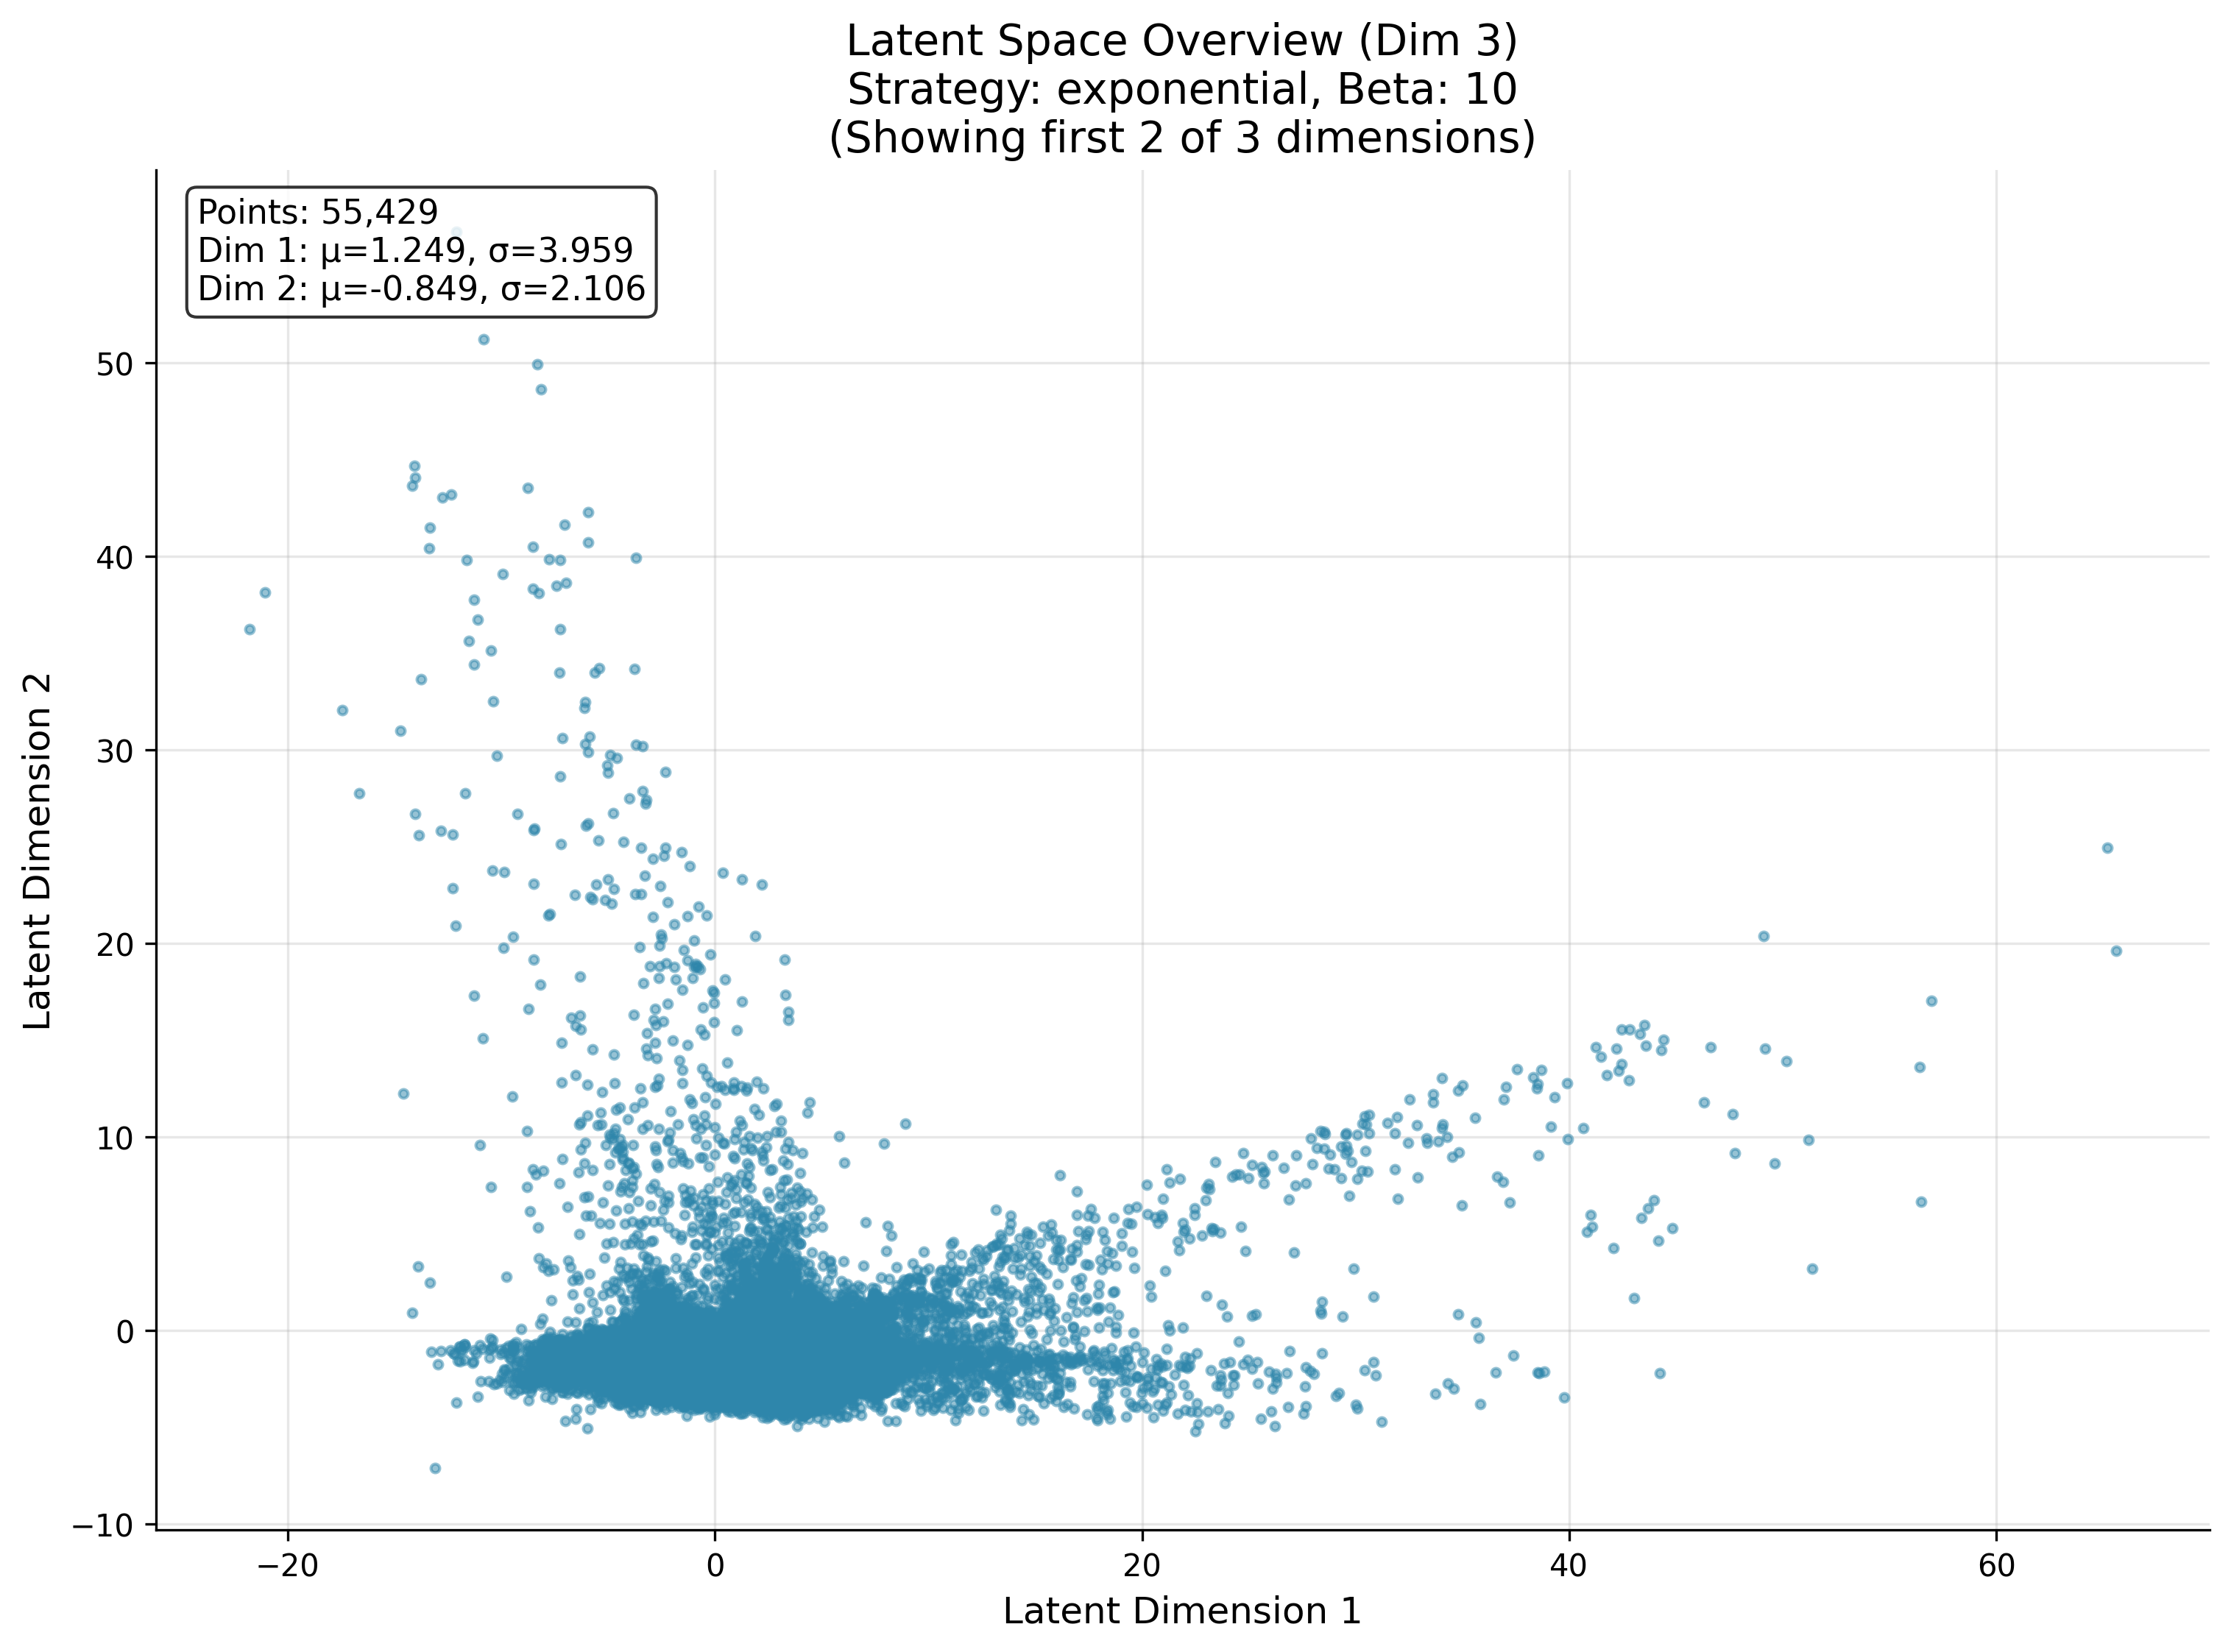 Latent Space Overview (Dim 3)
Strategy: exponential, Beta: 10
(Showing first 2 of 3 dimensions)
Points: 55,429
Dim 1: μ=1.249, σ=3.959
Dim 2: μ=-0.849, σ=2.106
50
40
30
20
10
0
−10
Latent Dimension 2
−20
0
20
40
60
Latent Dimension 1